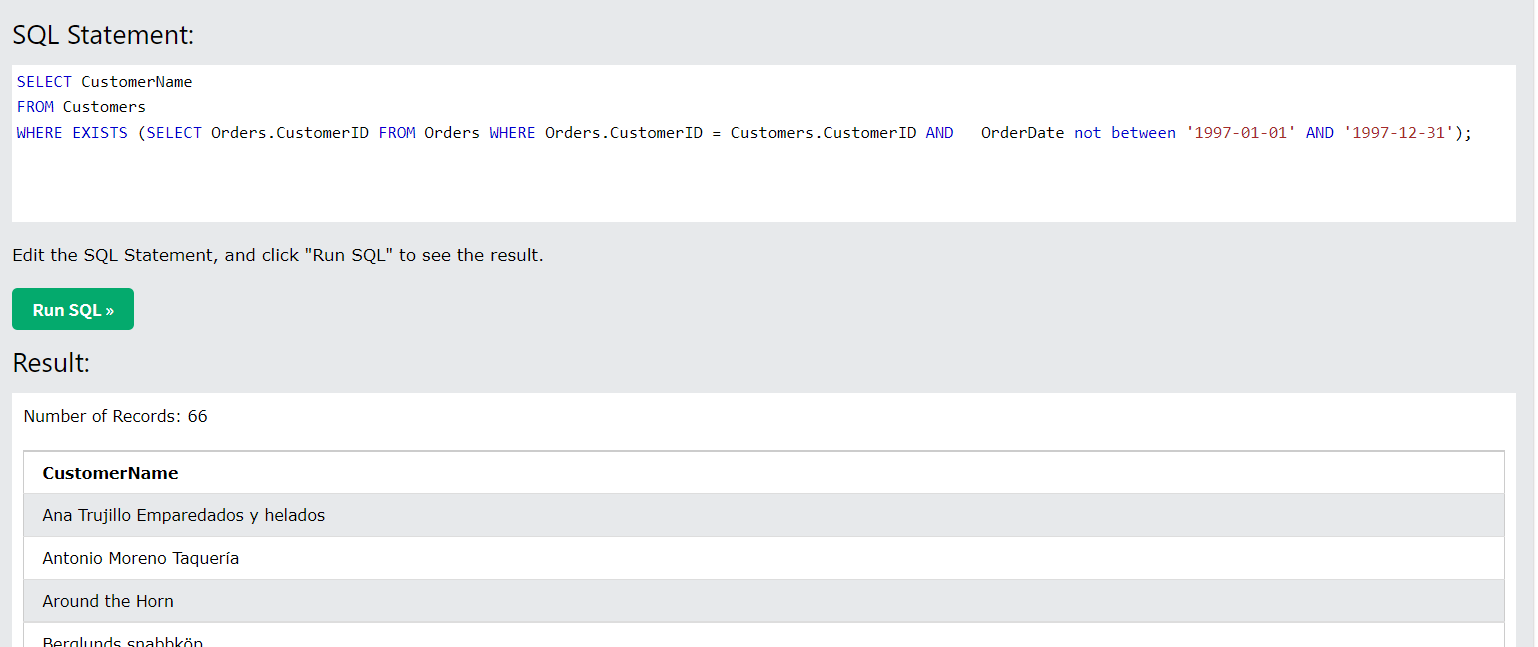 SQL Statement:
SELECT CustomerName
FROM Customers
WHERE EXISTS (SELECT Orders.CustomerID FROM Orders WHERE Orders.CustomerID = Customers.CustomerID AND   OrderDate not between '1997-01-01' AND '1997-12-31');
Edit the SQL Statement, and click "Run SQL" to see the result.
Run SQL »
Result:
Number of Records: 66
CustomerName
Ana Trujillo Emparedados y helados
Antonio Moreno Taquería
Around the Horn
Berglunds snabbköp